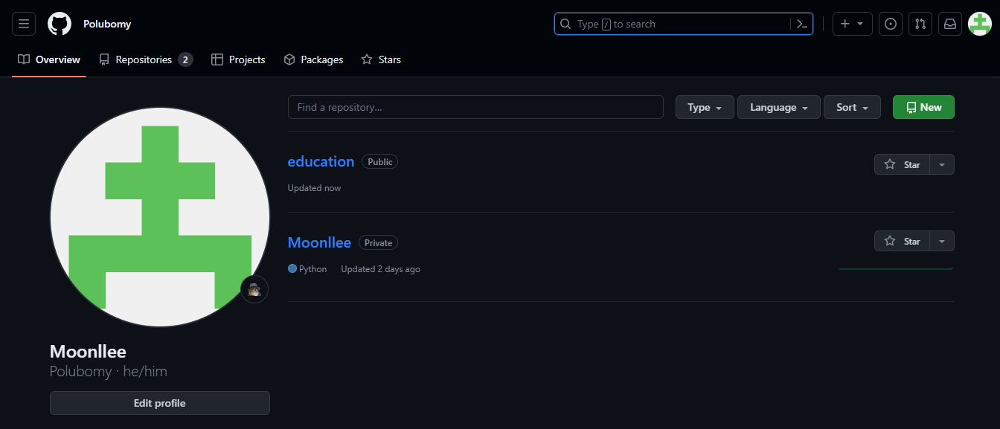 Polubomy
Type / to search
Overview Repositories 2 Projects Packages Stars
Find a repository... Type Language Sort New
education Public Star
Updated now
Moonllee Private Star
Python Updated 2 days ago
Moonllee
Polubomy · he/him
Edit profile